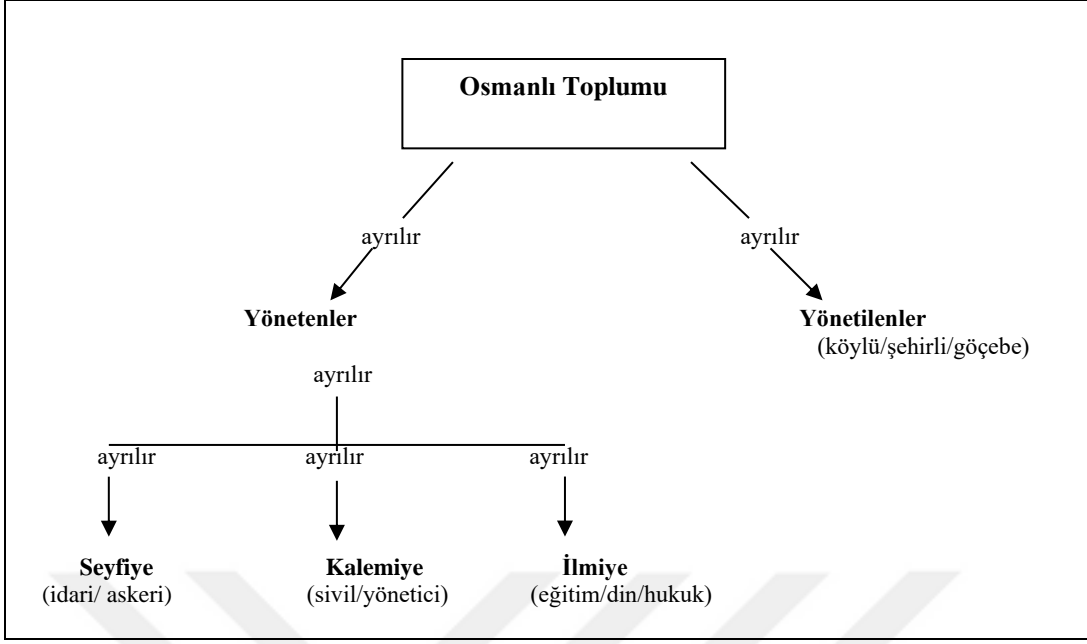 Osmanlı Toplumu
ayrılır ayrılır
Yönetenler Yönetilenler
(köylü/şehirli/göçebe)
ayrılır
ayrılır ayrılır ayrılır
Seyfiye Kalemiye İlmiye
(idari/ askeri) (sivil/yönetici) (eğitim/din/hukuk)